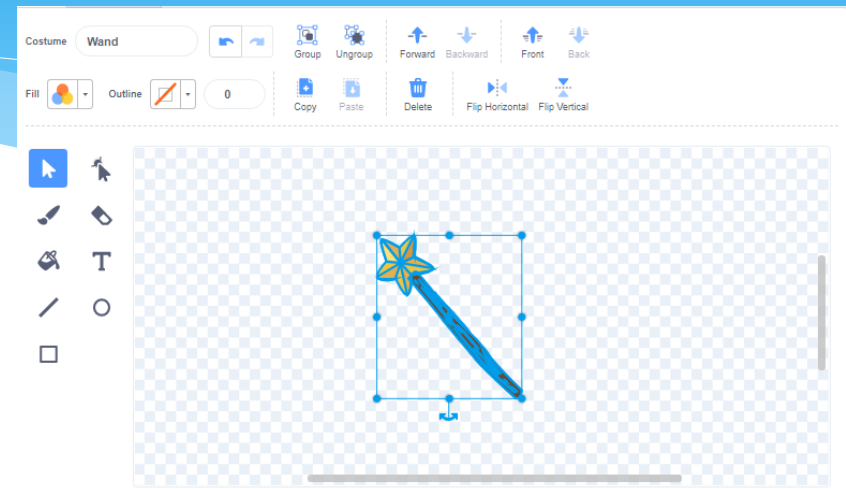 Costume Wand
Group Ungroup Forward Backward Front Back
Fill Outline 0
Copy Paste Delete Flip Horizontal Flip Vertical
T